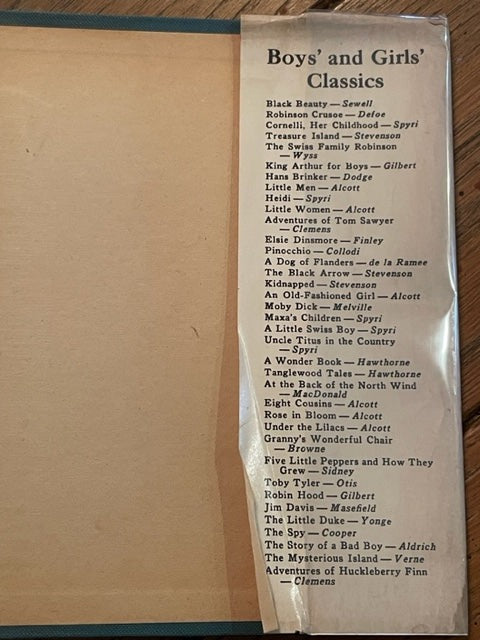 Boys' and Girls'
Classics
Black Beauty — Sewell
Robinson Crusoe — Defoe
Cornelli, Her Childhood — Spyri
Treasure Island — Stevenson
The Swiss Family Robinson
— Wyss
King Arthur for Boys — Gilbert
Hans Brinker — Dodge
Little Men — Alcott
Heidi — Spyri
Little Women — Alcott
Adventures of Tom Sawyer
— Clemens
Elsie Dinsmore — Finley
Pinocchio — Collodi
A Dog of Flanders — de la Ramee
The Black Arrow — Stevenson
Kidnapped — Stevenson
An Old-Fashioned Girl — Alcott
Moby Dick — Melville
Maxa's Children — Spyri
A Little Swiss Boy — Spyri
Uncle Titus in the Country
— Spyri
A Wonder Book — Hawthorne
Tanglewood Tales — Hawthorne
At the Back of the North Wind
— MacDonald
Eight Cousins — Alcott
Rose in Bloom — Alcott
Under the Lilacs — Alcott
Granny's Wonderful Chair
— Browne
Five Little Peppers and How They
Grew — Sidney
Toby Tyler — Otis
Robin Hood — Gilbert
Jim Davis — Masefield
The Little Duke — Yonge
The Spy — Cooper
The Story of a Bad Boy — Aldrich
The Mysterious Island — Verne
Adventures of Huckleberry Finn
— Clemens